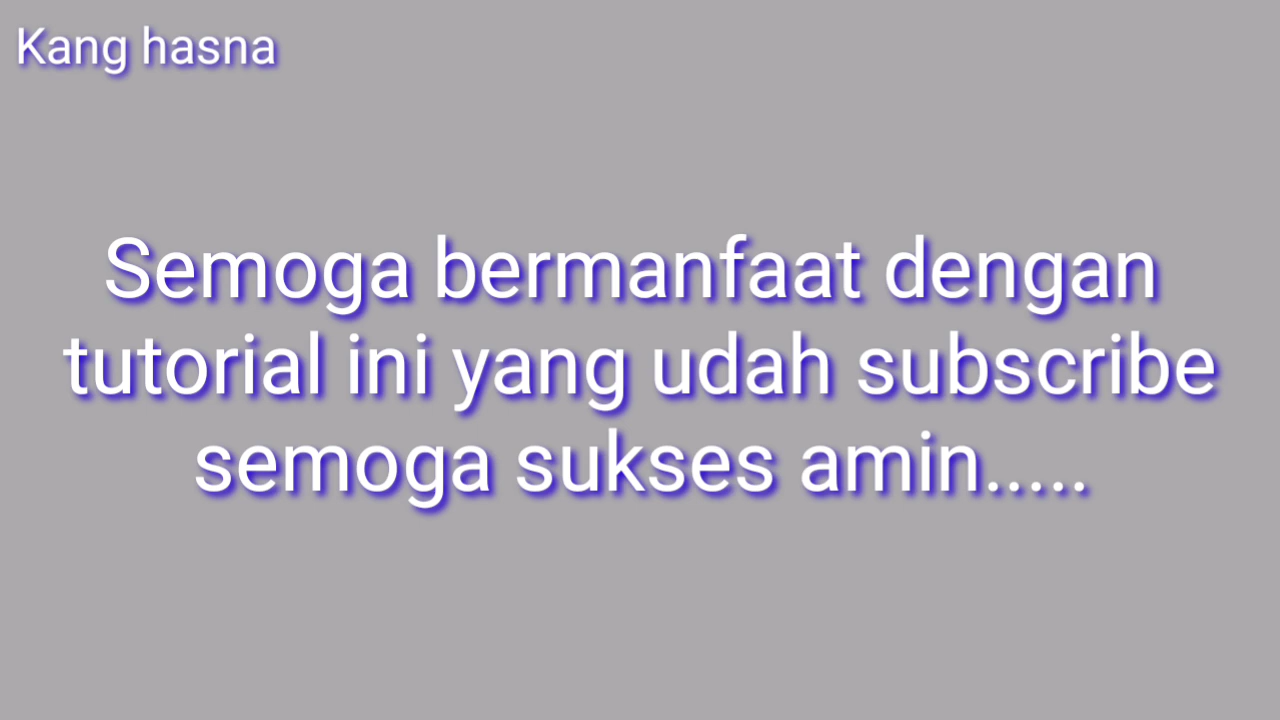 Kang hasna
Semoga bermanfaat dengan
tutorial ini yang udah subscribe
semoga sukses amin.....